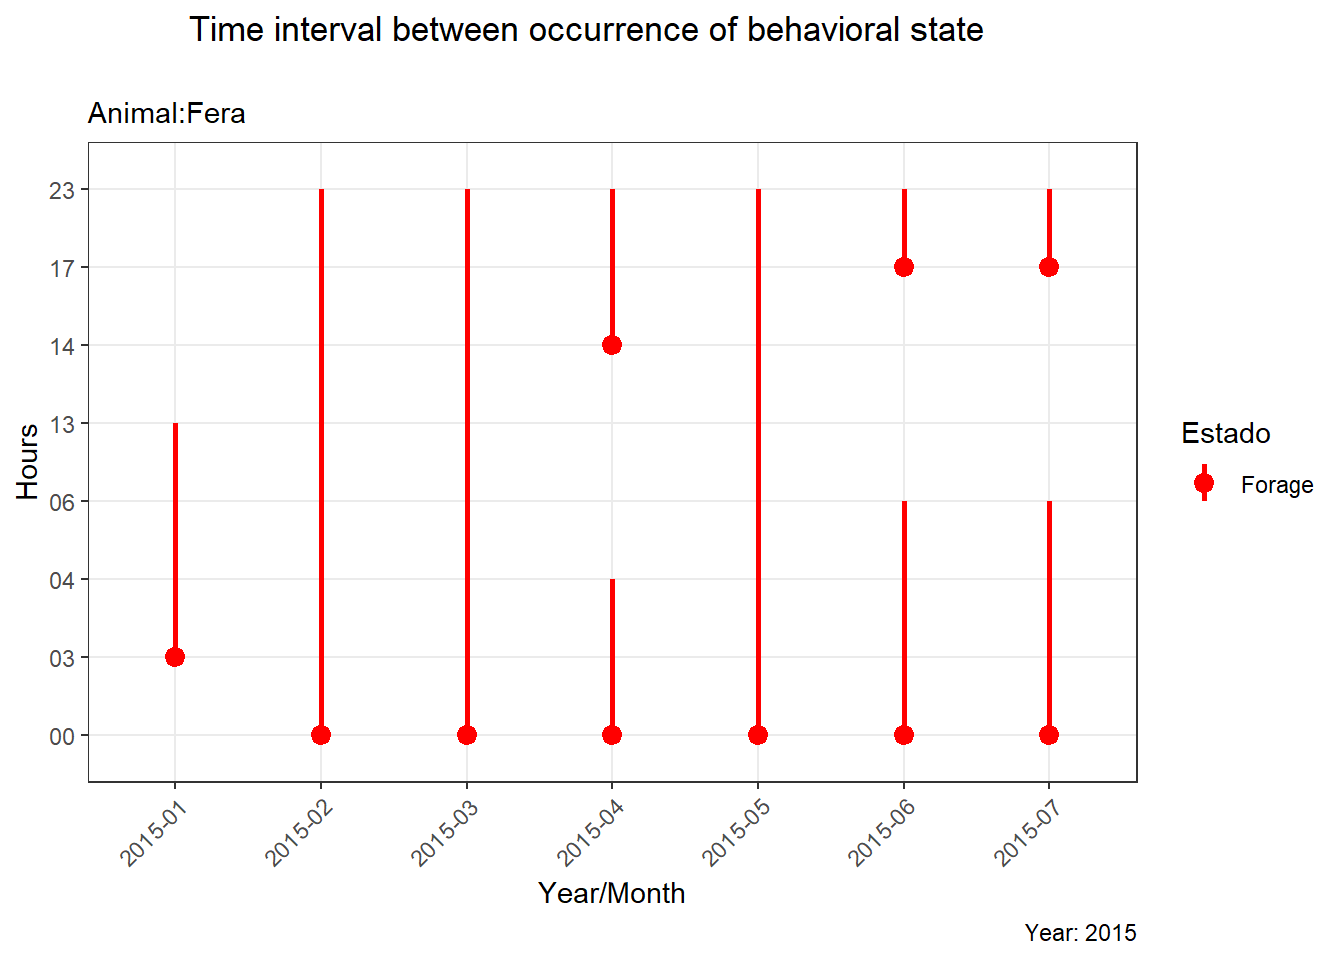 Time interval between occurrence of behavioral state
Animal:Fera
Hours
23
17
14
13
06
04
03
00
2015-01
2015-02
2015-03
2015-04
2015-05
2015-06
2015-07
Year/Month
Estado
Forage
Year: 2015